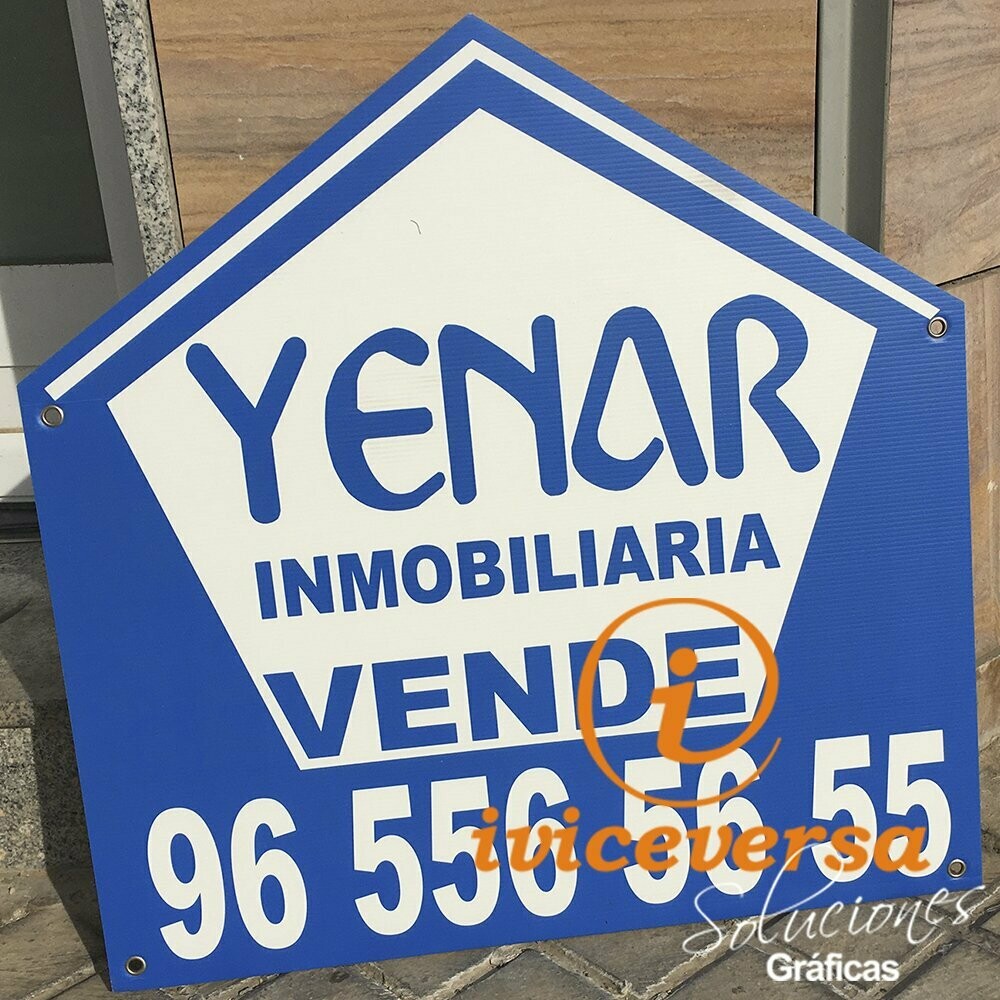 YENAR
INMOBILIARIA
VENDE
96 556 56 55
i
iviceversa
Soluciones
Gráficas